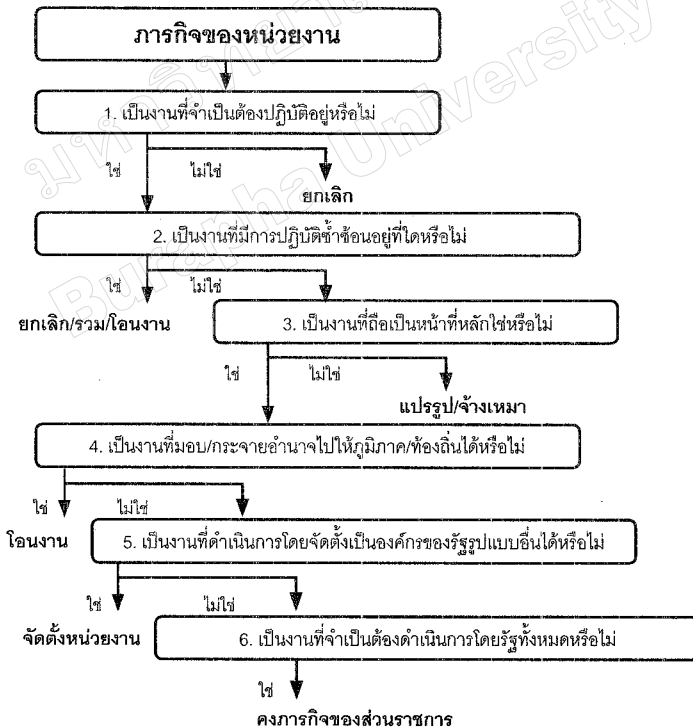 ภารกิจของหน่วยงาน
1. เป็นงานที่จำเป็นต้องปฏิบัติอยู่หรือไม่
ใช่ ไม่ใช่
ยกเลิก
2. เป็นงานที่มีการปฏิบัติซ้ำซ้อนอยู่ที่ใดหรือไม่
ใช่ ไม่ใช่
ยกเลิก/รวม/โอนงาน
3. เป็นงานที่ถือเป็นหน้าที่หลักใช่หรือไม่
ใช่ ไม่ใช่
แปรรูป/จ้างเหมา
4. เป็นงานที่มอบ/กระจายอำนาจไปให้ภูมิภาค/ท้องถิ่นได้หรือไม่
ใช่ ไม่ใช่
โอนงาน
5. เป็นงานที่ดำเนินการโดยจัดตั้งเป็นองค์กรของรัฐรูปแบบอื่นได้หรือไม่
ใช่ ไม่ใช่
จัดตั้งหน่วยงาน
6. เป็นงานที่จำเป็นต้องดำเนินการโดยรัฐทั้งหมดหรือไม่
ใช่
คงภารกิจของส่วนราชการ
Burapha University